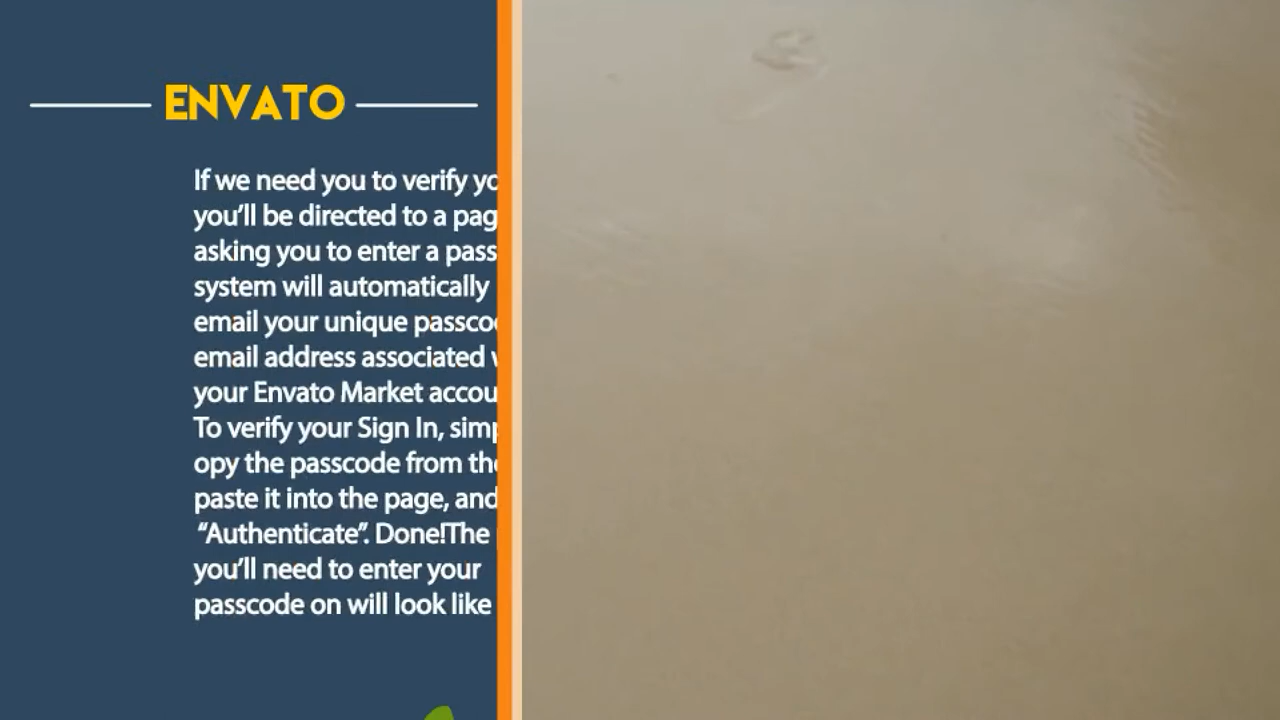 ENVATO
If we need you to verify yo
you'll be directed to a pag
asking you to enter a pass
system will automatically
email your unique passco
email address associated
your Envato Market accou
To verify your Sign In, simp
opy the passcode from the
paste it into the page, and
“Authenticate”. Done!The
you'll need to enter your
passcode on will look like